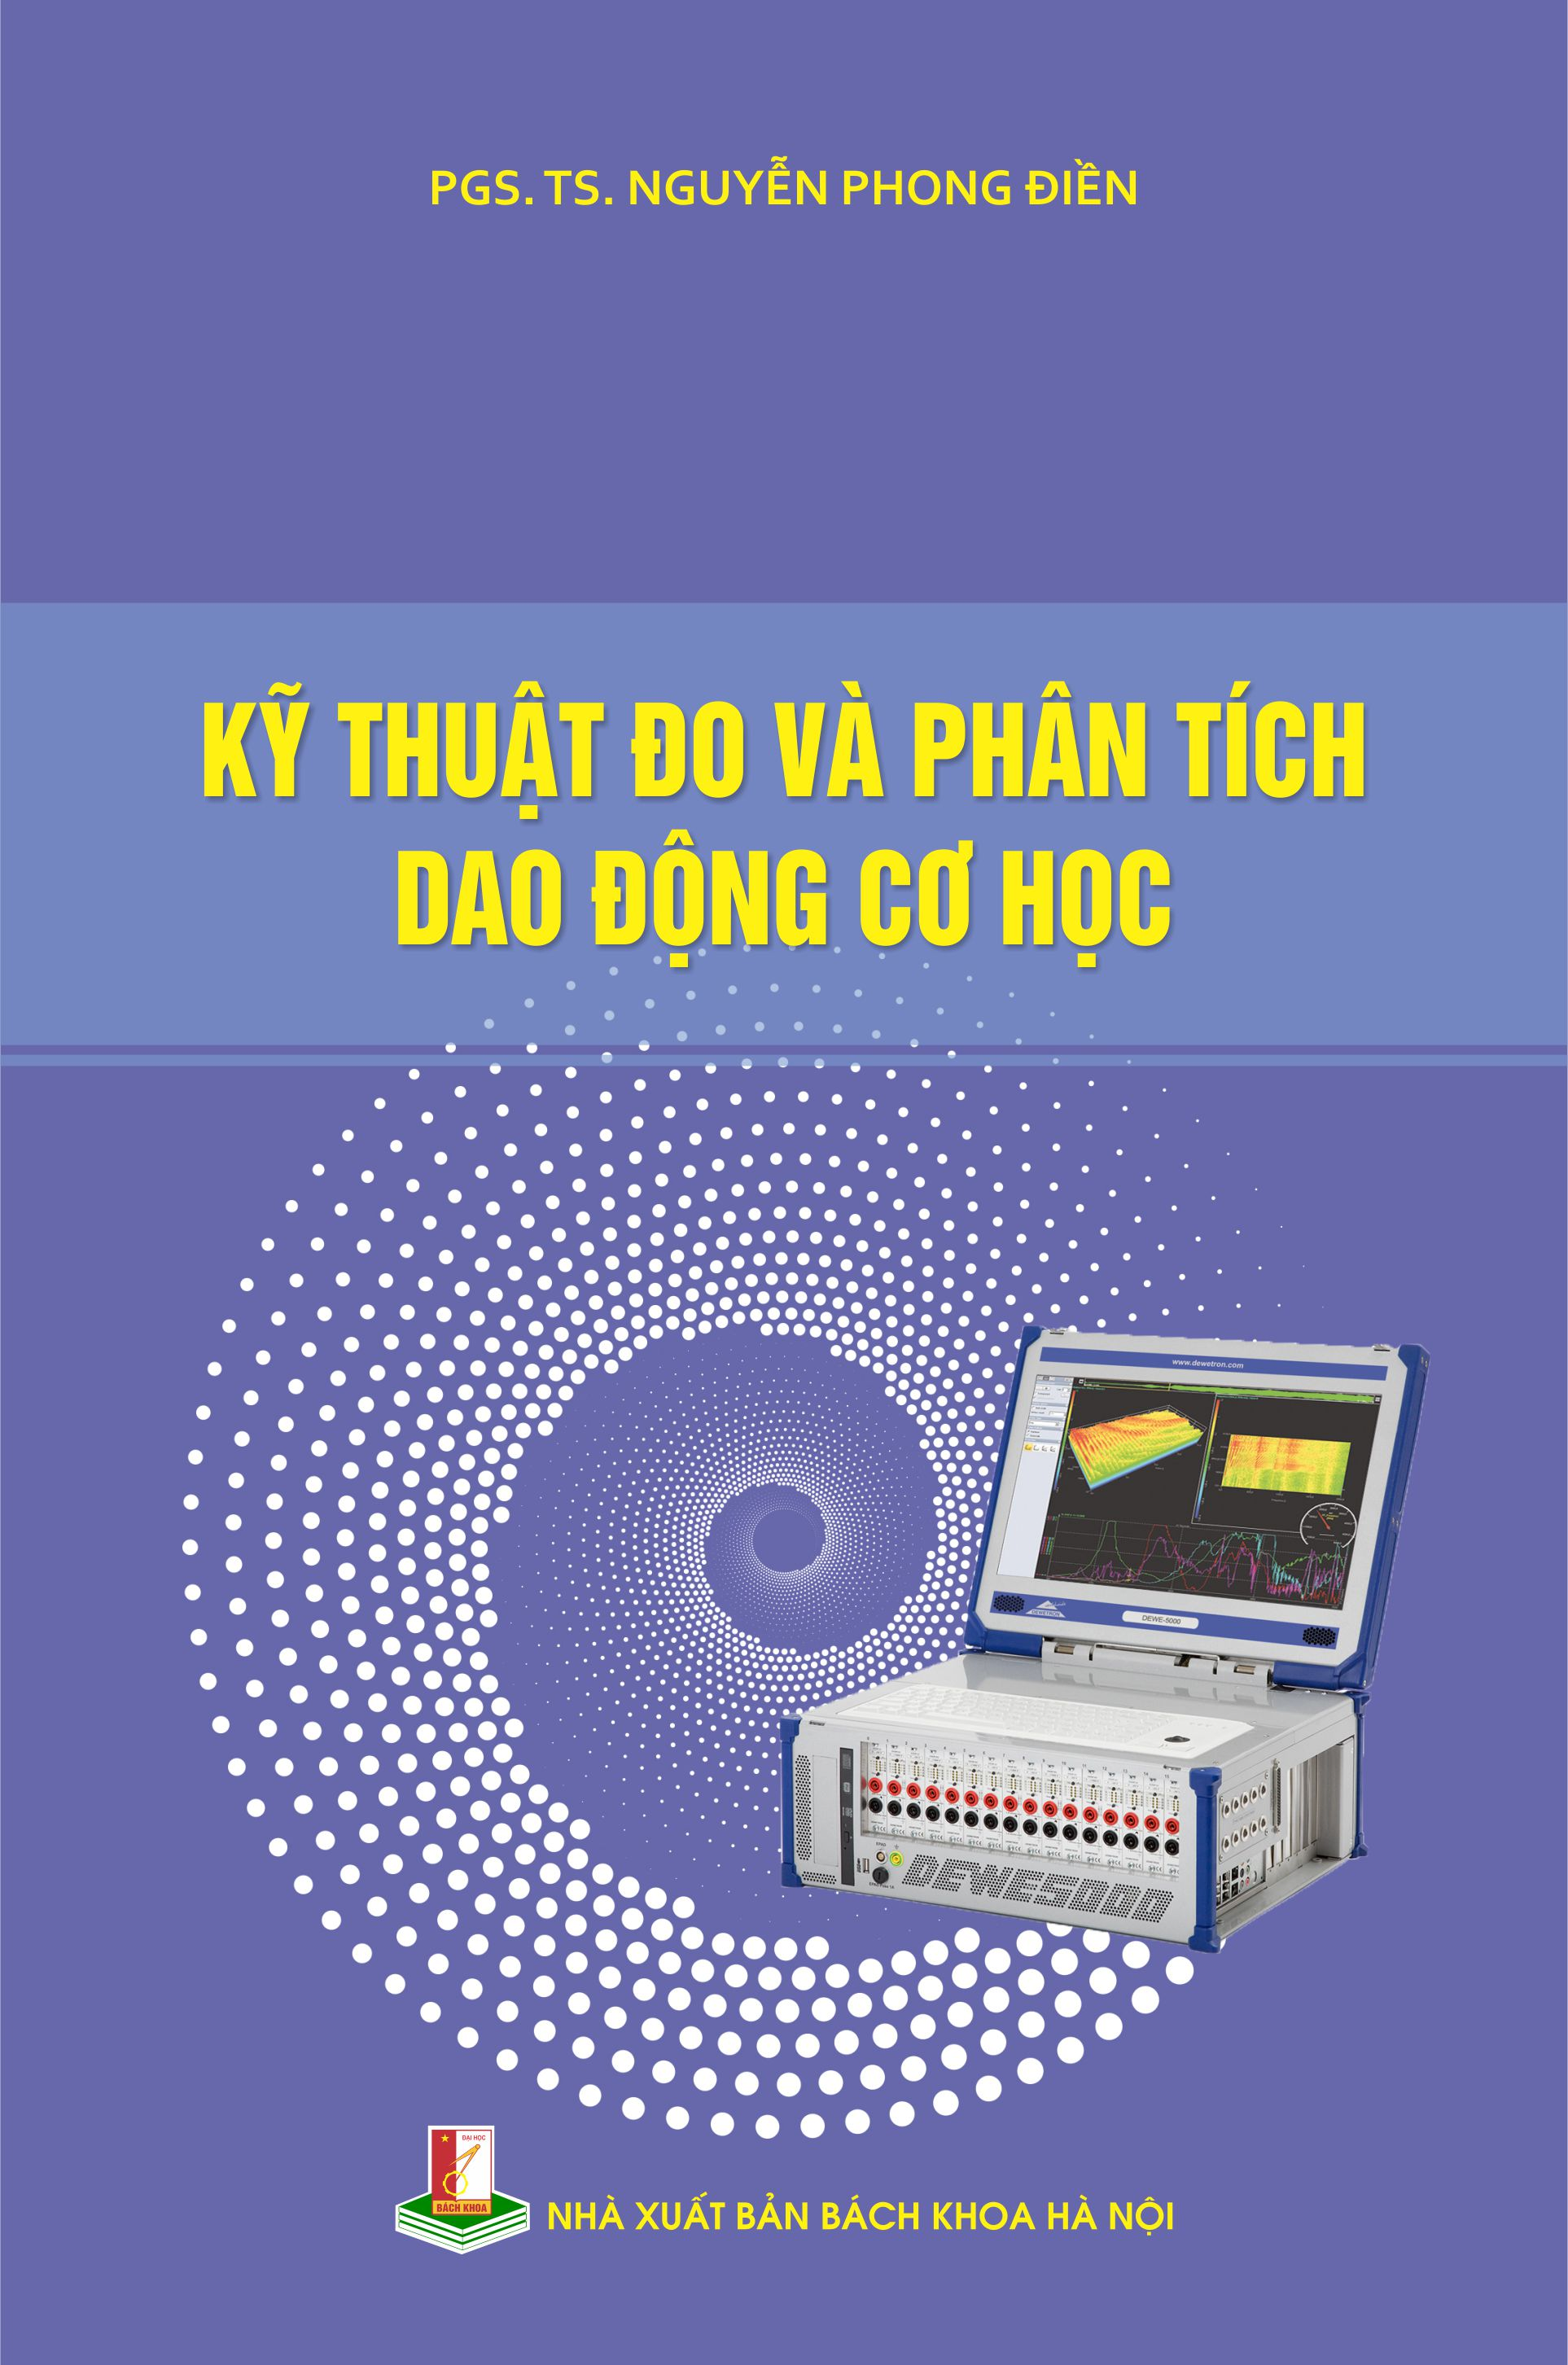 PGS. TS. NGUYỄN PHONG ĐIỀN
KỸ THUẬT ĐO VÀ PHÂN TÍCH
DAO ĐỘNG CƠ HỌC
www.dewetron.com
DEWETRON
DEWE-5000
DEWE5000
ĐẠI HỌC
BÁCH KHOA
NHÀ XUẤT BẢN BÁCH KHOA HÀ NỘI